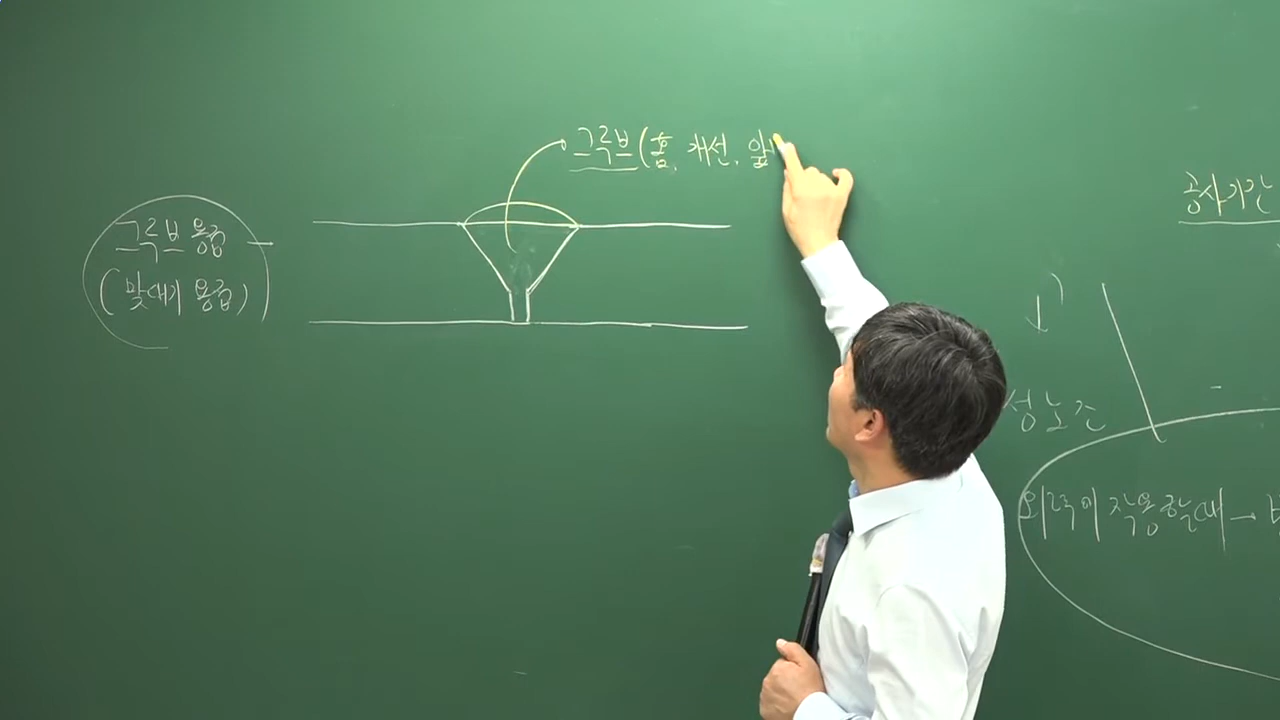 그루브 (홈, 개선, 앞
그루브 용접
(맞대기 용접)
공사기간
성노즌
외력이 작용할때 →